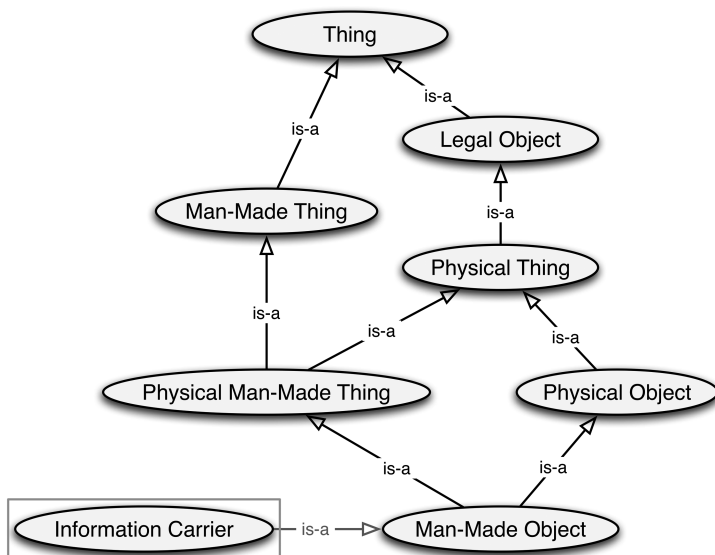 Thing
is-a
Legal Object
is-a
Man-Made Thing
is-a
Physical Thing
is-a
is-a
is-a
Physical Man-Made Thing
Physical Object
is-a
is-a
Information Carrier
is-a
Man-Made Object